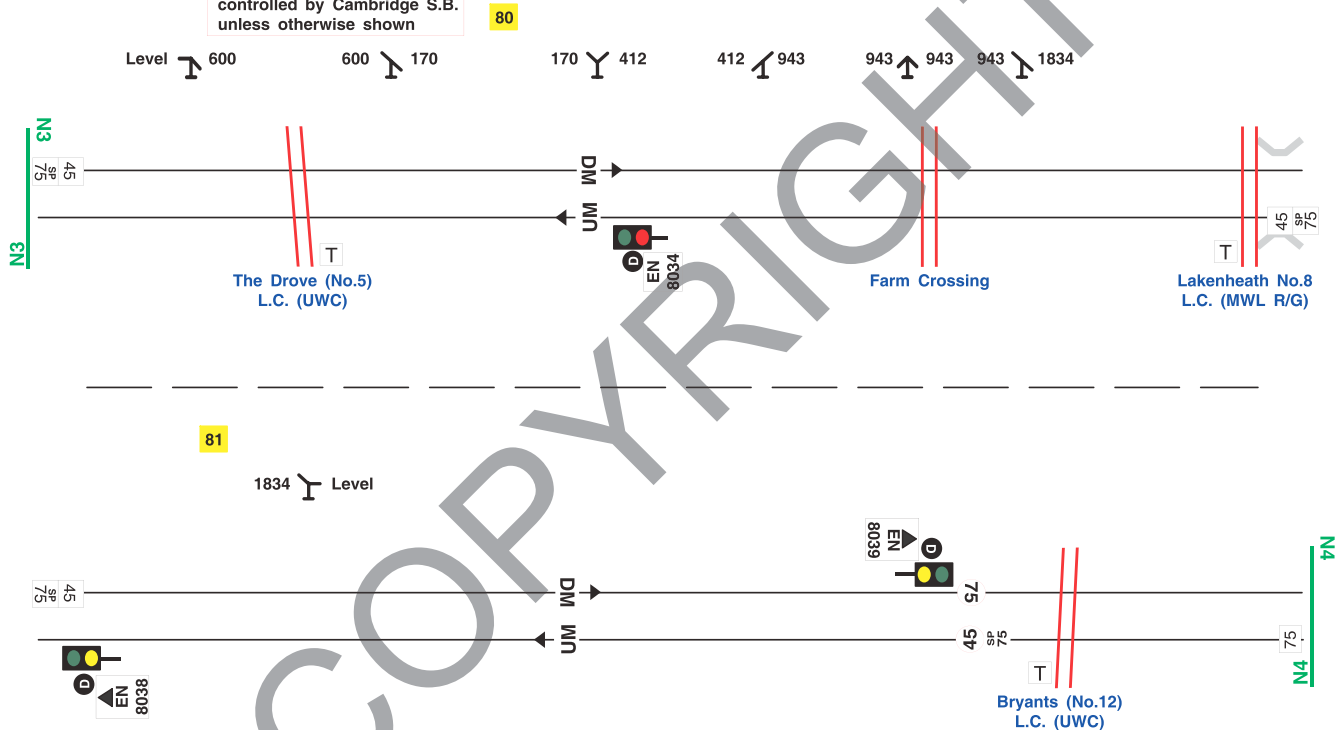 controlled by Cambridge S.B.
unless otherwise shown
80
Level 600
600 170
170 412
412 943
943 943
943 1834
N3
75 SP 45
DM
UM
N3
45 SP 75
D
EN
8034
T
The Drove (No.5)
L.C. (UWC)
Farm Crossing
T
Lakenheath No.8
L.C. (MWL R/G)
81
1834 Level
EN
8039
D
N4
75 SP 45
DM
75
UM
45 SP 75
75
N4
D
EN
8038
T
Bryants (No.12)
L.C. (UWC)
COPYRIGHT